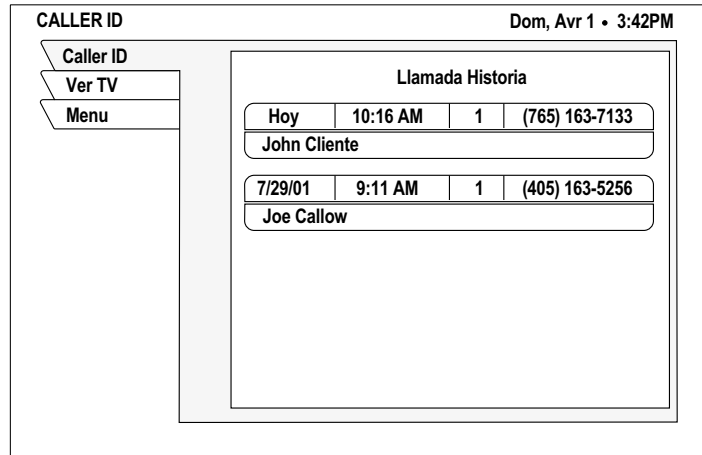 CALLER ID Dom, Avr 1 • 3:42PM
Caller ID
Ver TV
Menu
Llamada Historia
Hoy 10:16 AM 1 (765) 163-7133
John Cliente
7/29/01 9:11 AM 1 (405) 163-5256
Joe Callow